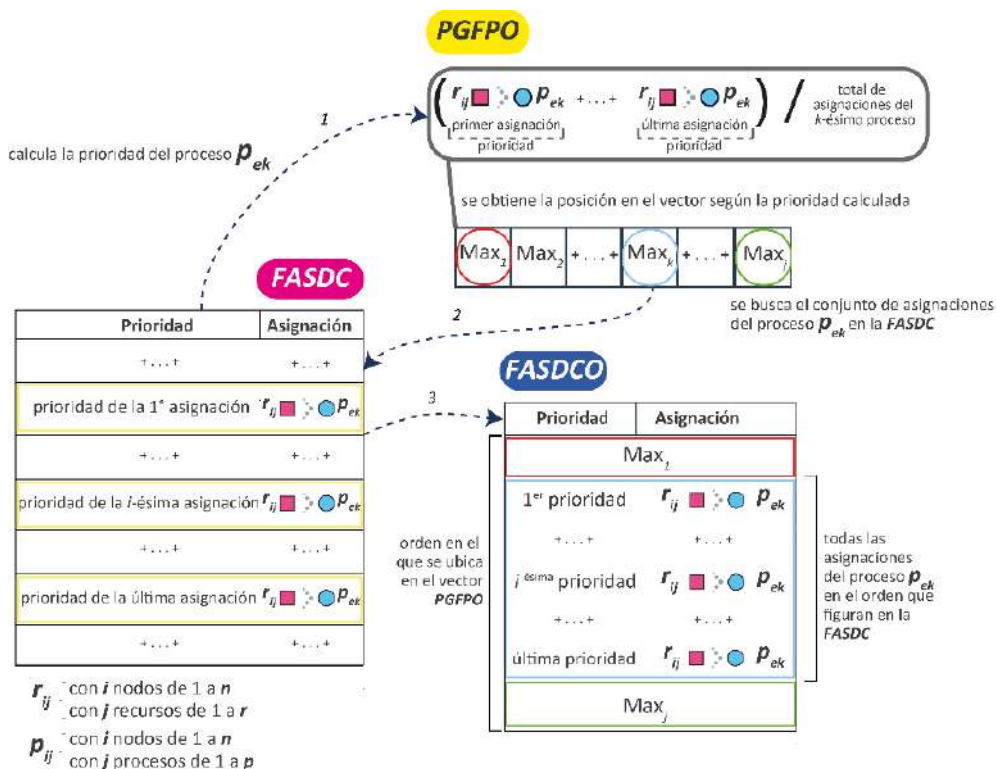 PGFPO
( r_ij p_ek +...+ r_ij p_ek ) / total de
asignaciones del
k-ésimo proceso
primer asignación última asignación
prioridad prioridad
1
calcula la prioridad del proceso p_ek
se obtiene la posición en el vector según la prioridad calculada
Max_1 Max_2 +...+ Max_k +...+ Max_j
se busca el conjunto de asignaciones
del proceso p_ek en la FASDC
2
FASDC
Prioridad Asignación
+...+ +...+
prioridad de la 1° asignación r_ij p_ek
+...+ +...+
prioridad de la i-ésima asignación r_ij p_ek
+...+ +...+
prioridad de la última asignación r_ij p_ek
+...+ +...+
3
FASDCO
Prioridad Asignación
Max_1
1er prioridad r_ij p_ek
+...+ +...+
i ésima prioridad r_ij p_ek
+...+ +...+
última prioridad r_ij p_ek
Max_j
orden en el
que se ubica
en el vector
PGFPO
todas las
asignaciones
del proceso p_ek
en el orden que
figuran en la
FASDC
r_ij con i nodos de 1 a n
con j recursos de 1 a r
p_ij con i nodos de 1 a n
con j procesos de 1 a p